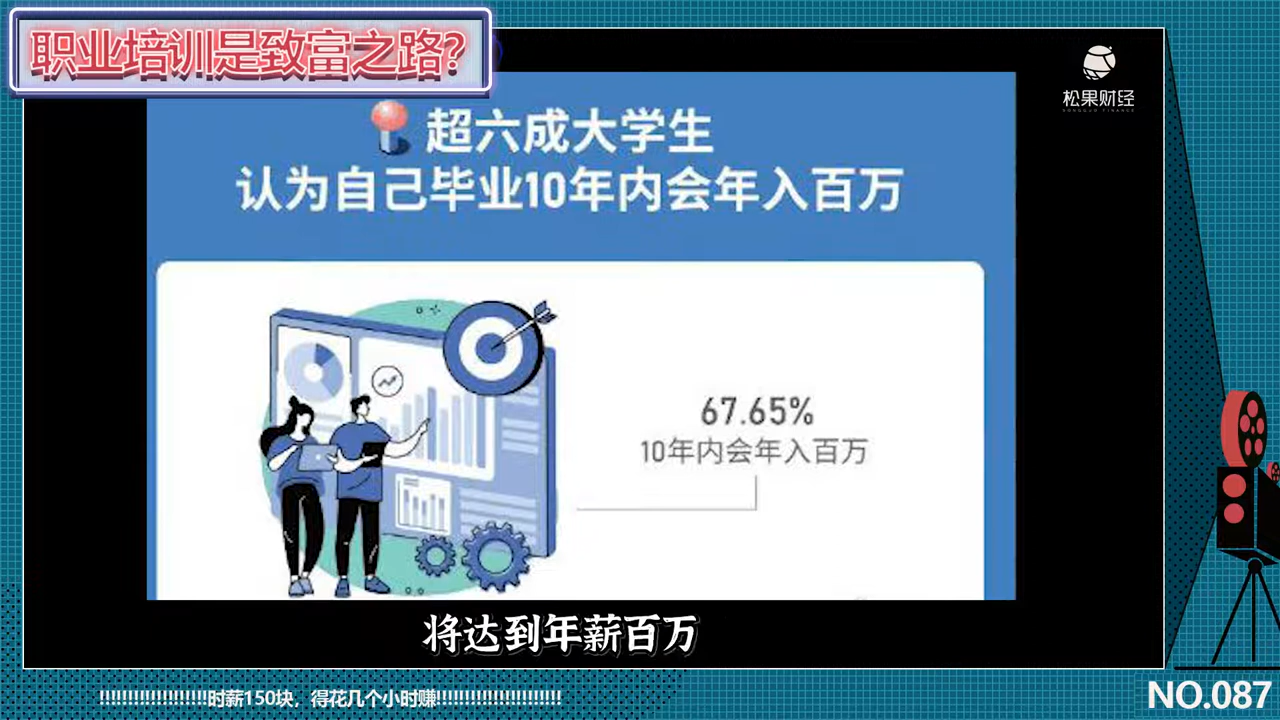 职业培训是致富之路?
松果财经
超六成大学生
认为自己毕业10年内会年入百万
67.65%
10年内会年入百万
将达到年薪百万
!!!!!!!!!!!!!!!!!!!时薪150块，得花几个小时赚!!!!!!!!!!!!!!!!!!!!!!
NO.087